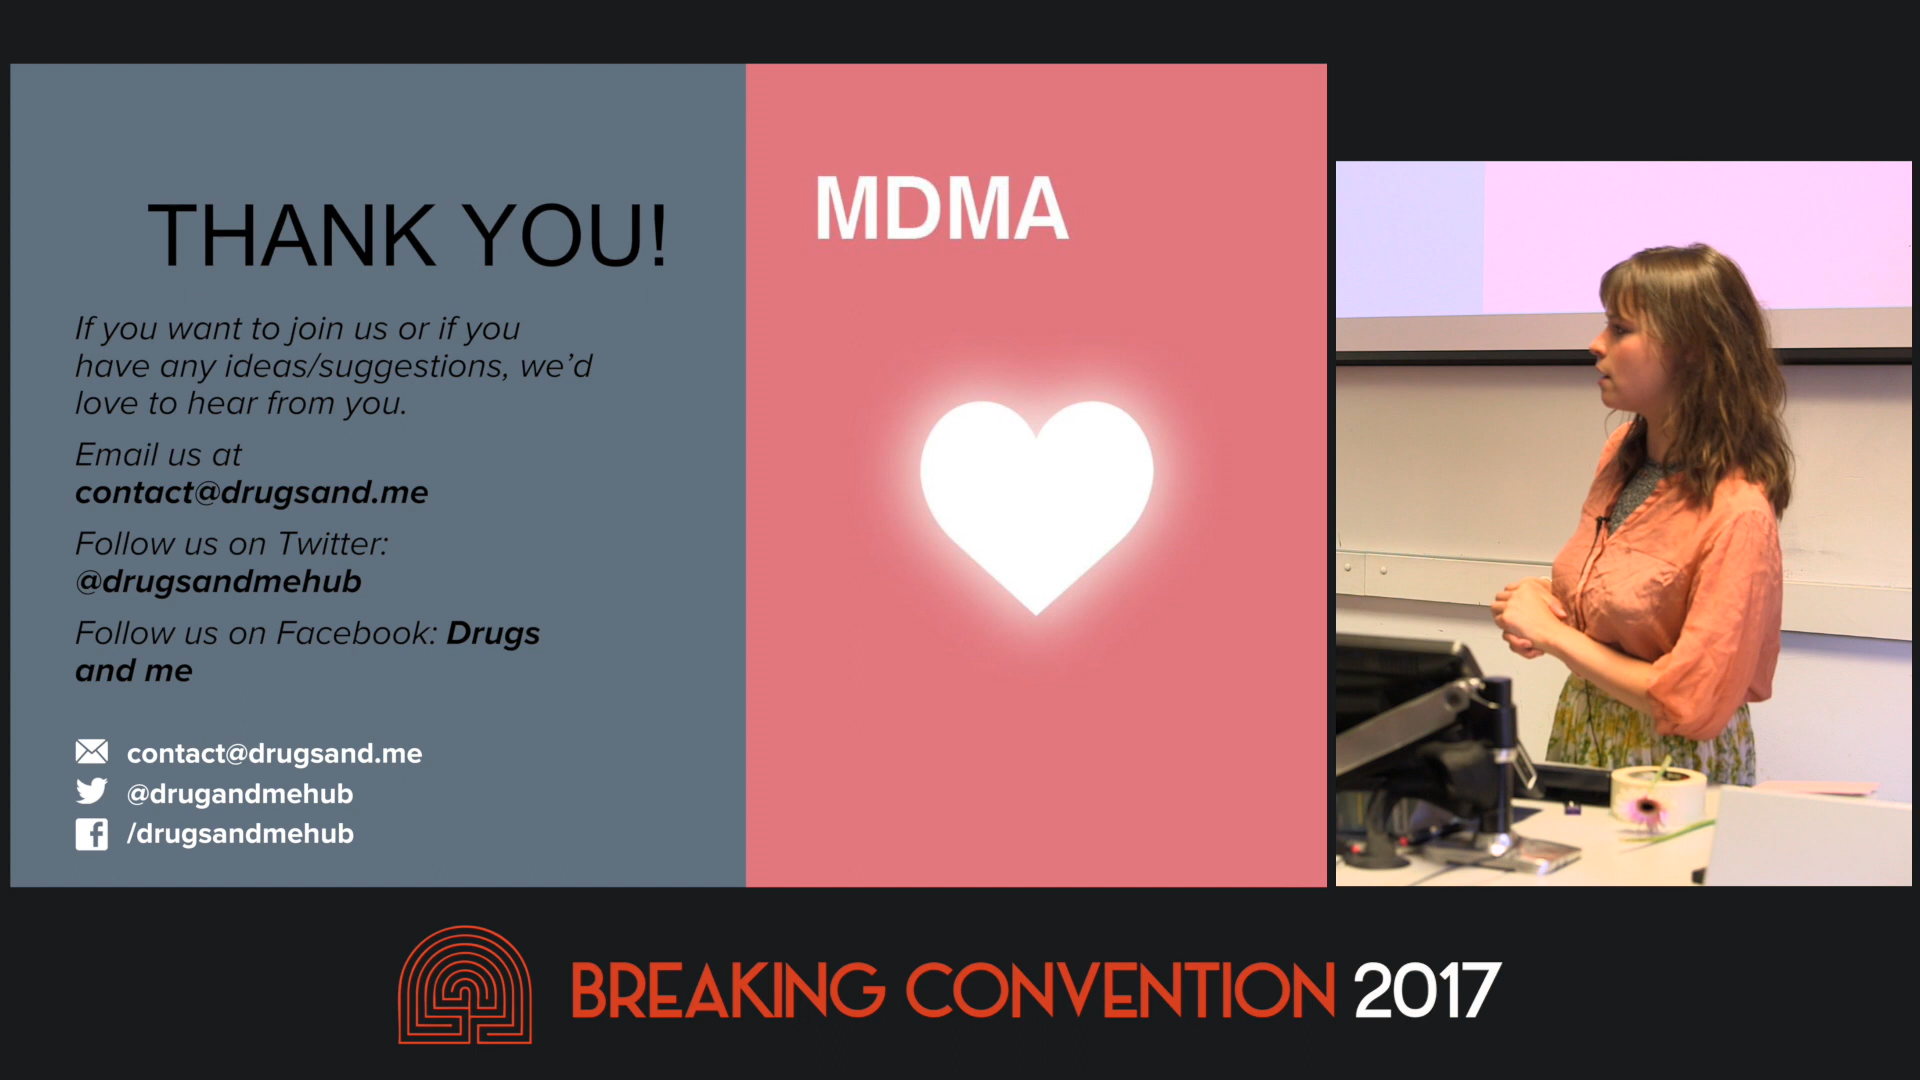 THANK YOU!
If you want to join us or if you
have any ideas/suggestions, we’d
love to hear from you.
Email us at
contact@drugsand.me
Follow us on Twitter:
@drugsandmehub
Follow us on Facebook: Drugs
and me
contact@drugsand.me
@drugandmehub
/drugsandmehub
MDMA
BREAKING CONVENTION 2017